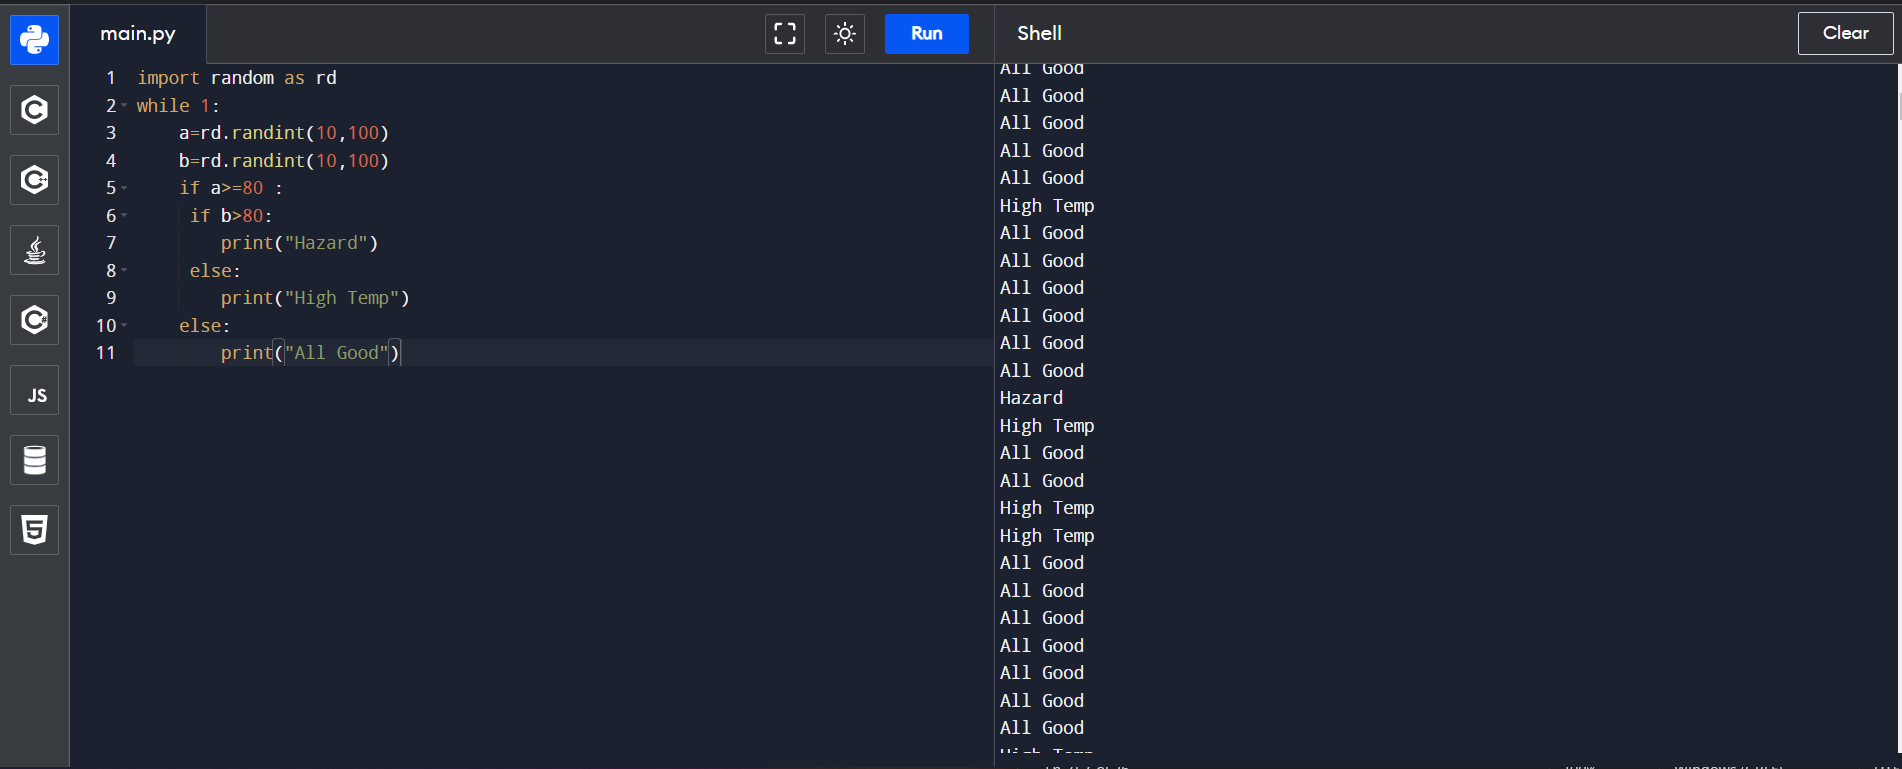 main.py
Run
Shell
Clear
1 import random as rd
2 while 1:
3     a=rd.randint(10,100)
4     b=rd.randint(10,100)
5     if a>=80 :
6      if b>80:
7         print("Hazard")
8      else:
9         print("High Temp")
10     else:
11         print("All Good")
JS
All Good
All Good
All Good
All Good
All Good
High Temp
All Good
All Good
All Good
All Good
All Good
All Good
Hazard
High Temp
All Good
All Good
High Temp
High Temp
All Good
All Good
All Good
All Good
All Good
All Good
All Good
High Temp